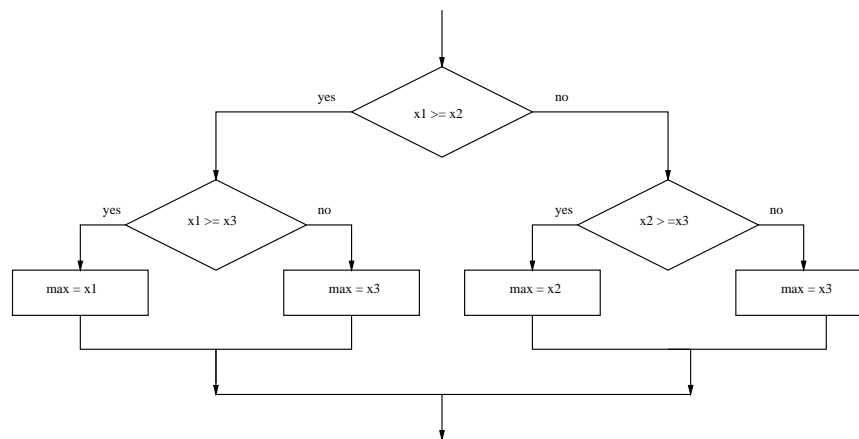 yes
x1 >= x2
no
yes
x1 >= x3
no
yes
x2 > =x3
no
max = x1
max = x3
max = x2
max = x3